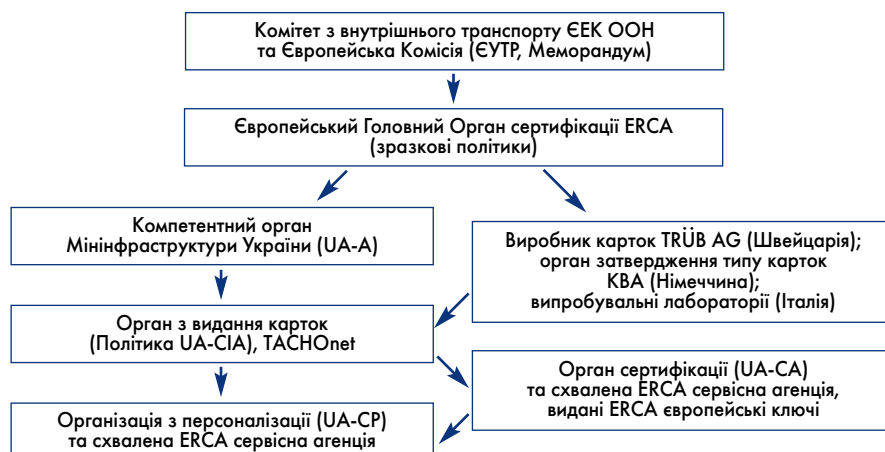 Комітет з внутрішнього транспорту ЄЕК ООН
та Європейська Комісія (ЄУТР, Меморандум)
Європейський Головний Орган сертифікації ERCA
(зразкові політики)
Компетентний орган
Мінінфраструктури України (UA-A)
Виробник карток TRÜB AG (Швейцарія);
орган затвердження типу карток
КВА (Німеччина);
випробувальні лабораторії (Італія)
Орган з видання карток
(Політика UA-CIA), TACHOnet
Орган сертифікації (UA-CA)
та схвалена ERCA сервісна агенція,
видані ERCA європейські ключі
Організація з персоналізації (UA-CP)
та схвалена ERCA сервісна агенція